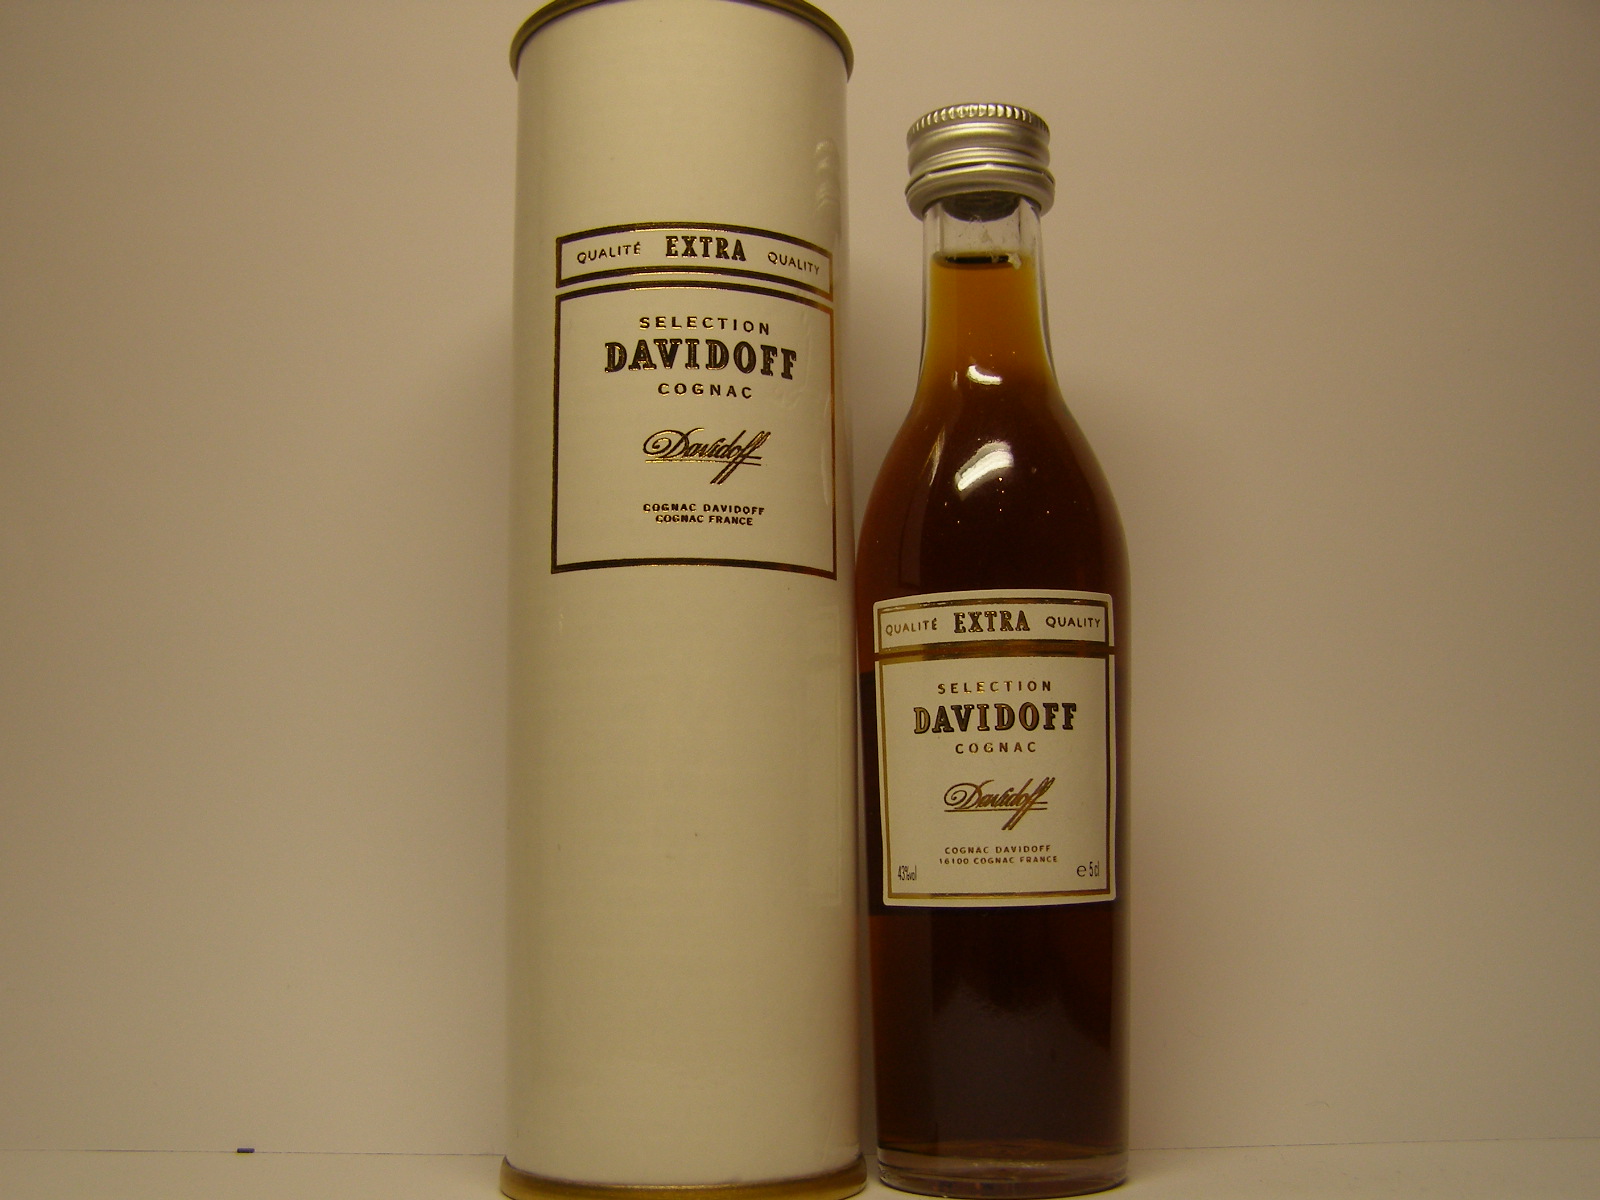 QUALITÉ EXTRA QUALITY
SELECTION
DAVIDOFF
COGNAC
Davidoff
COGNAC DAVIDOFF
COGNAC FRANCE
QUALITÉ EXTRA QUALITY
SELECTION
DAVIDOFF
COGNAC
Davidoff
COGNAC DAVIDOFF
16100 COGNAC FRANCE
43%vol ℮ 5 cl